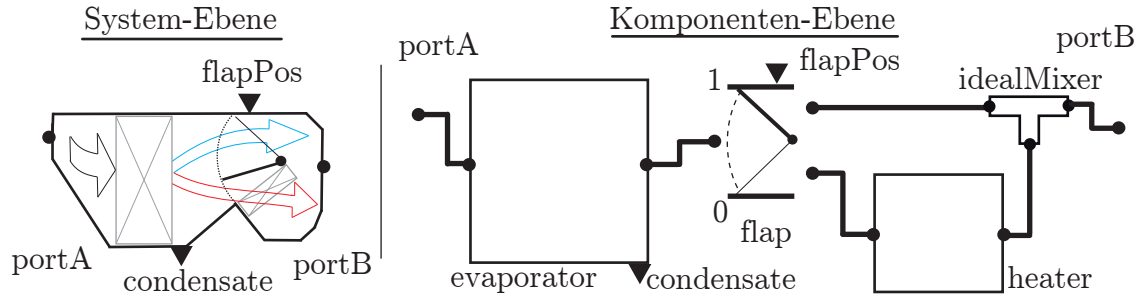 System-Ebene
flapPos
portA
condensate
portB
Komponenten-Ebene
portA
portB
flapPos
1
idealMixer
0
flap
evaporator
condensate
heater